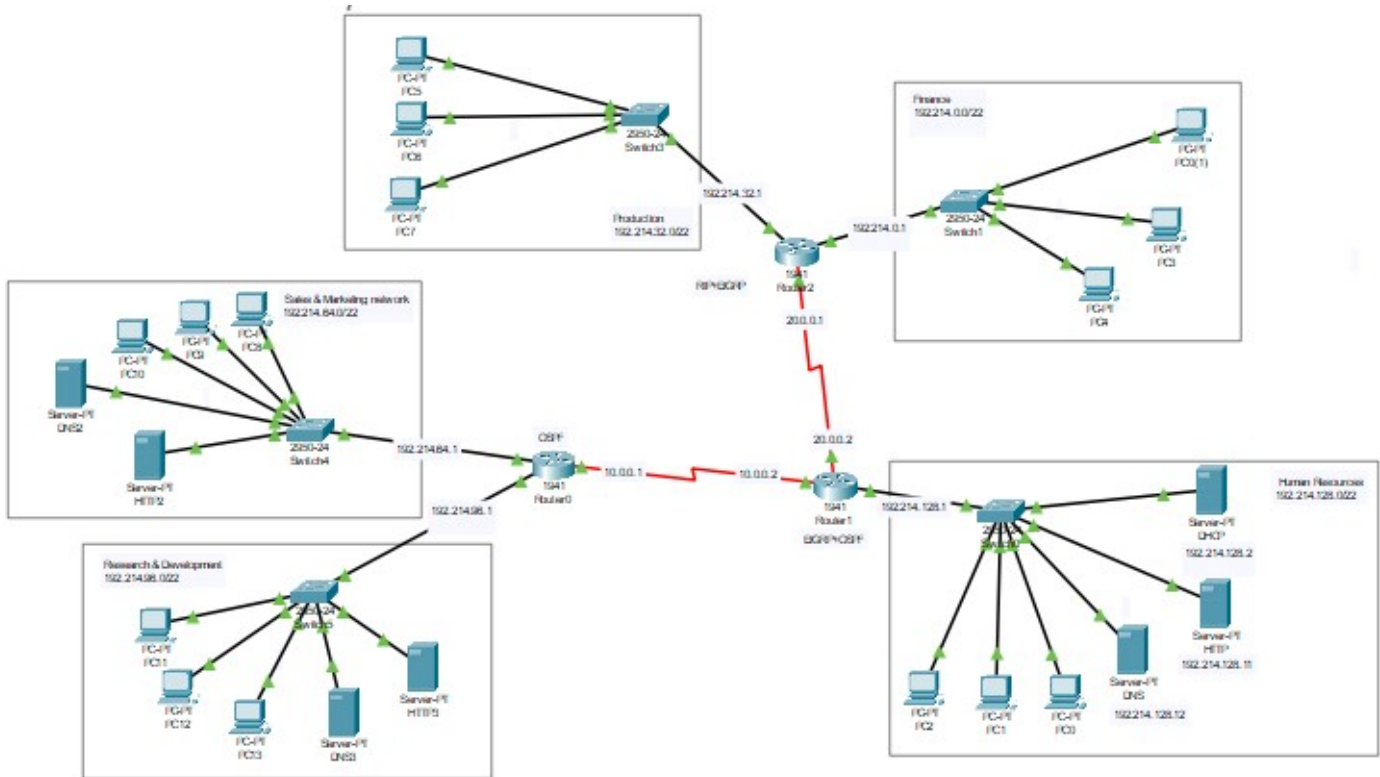 PC-PT
PC5
PC-PT
PC6
PC-PT
PC7
2950-24
Switch3
Production
192.214.32.0/22
192.214.32.1
Finance
192.214.0.0/22
PC-PT
PC0(1)
PC-PT
PC3
PC-PT
PC4
2950-24
Switch1
192.214.0.1
1941
Router2
RIP+EIGRP
20.0.0.1
20.0.0.2
Sales & Marketing network
192.214.64.0/22
PC-PT
PC8
PC-PT
PC9
PC-PT
PC10
Server-PT
DNS2
Server-PT
HTTP2
2950-24
Switch4
192.214.64.1
OSPF
1941
Router0
10.0.0.1
10.0.0.2
1941
Router1
EIGRP+OSPF
192.214.128.1
192.214.96.1
Research & Development
192.214.96.0/22
2950-24
Switch5
PC-PT
PC11
PC-PT
PC12
PC-PT
PC13
Server-PT
DNS3
Server-PT
HTTP3
Human Resources
192.214.128.0/22
2950-24
Server-PT
DHCP
192.214.128.2
Server-PT
HTTP
192.214.128.11
Server-PT
DNS
192.214.128.12
PC-PT
PC2
PC-PT
PC1
PC-PT
PC0